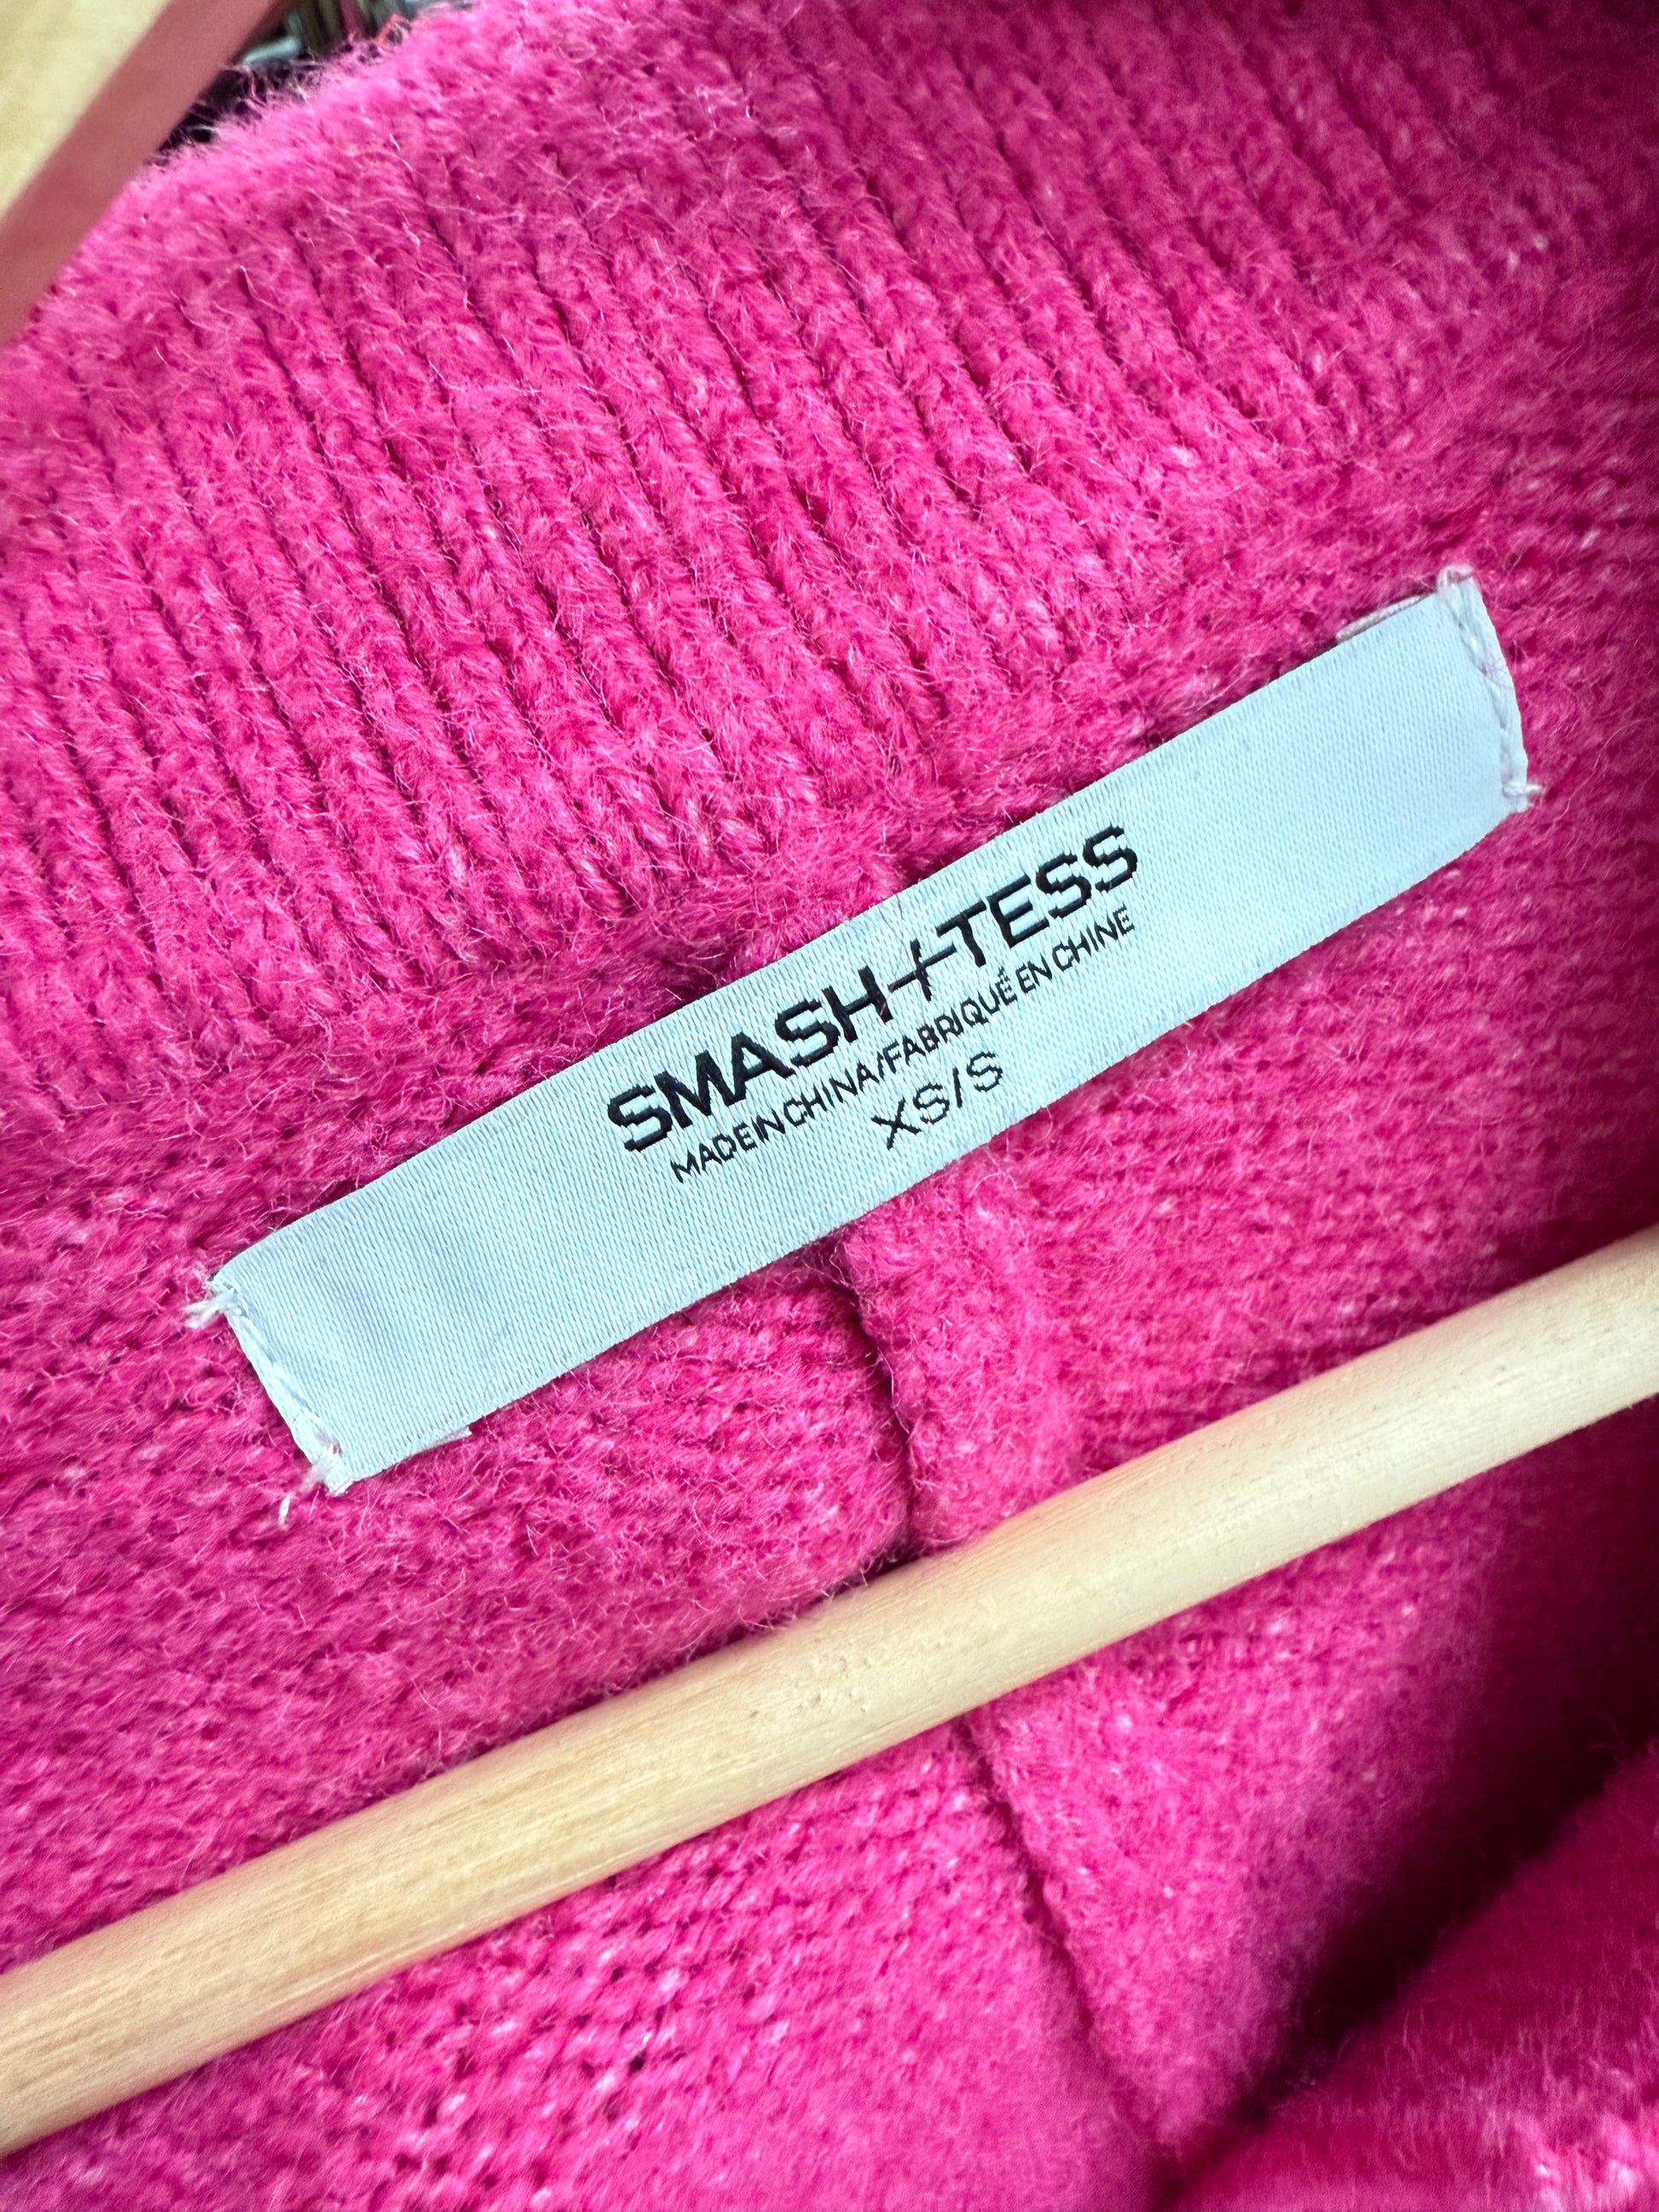 SMASH+TESS
MADE IN CHINA/FABRIQUÉ EN CHINE
XS/S